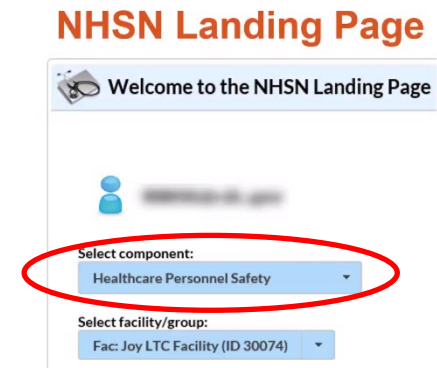 NHSN Landing Page
Welcome to the NHSN Landing Page
Select component:
Healthcare Personnel Safety
Select facility/group:
Fac: Joy LTC Facility (ID 30074)